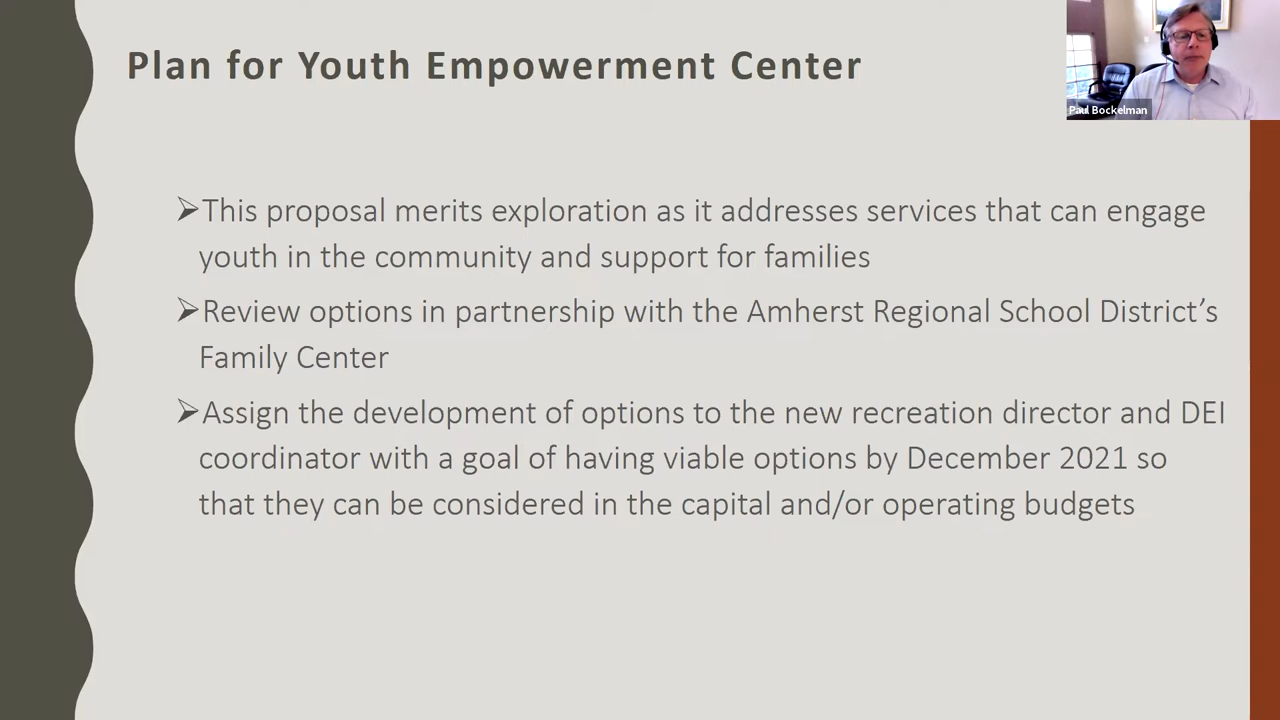 Plan for Youth Empowerment Center
Paul Bockelman
➢This proposal merits exploration as it addresses services that can engage
youth in the community and support for families
➢Review options in partnership with the Amherst Regional School District’s
Family Center
➢Assign the development of options to the new recreation director and DEI
coordinator with a goal of having viable options by December 2021 so
that they can be considered in the capital and/or operating budgets